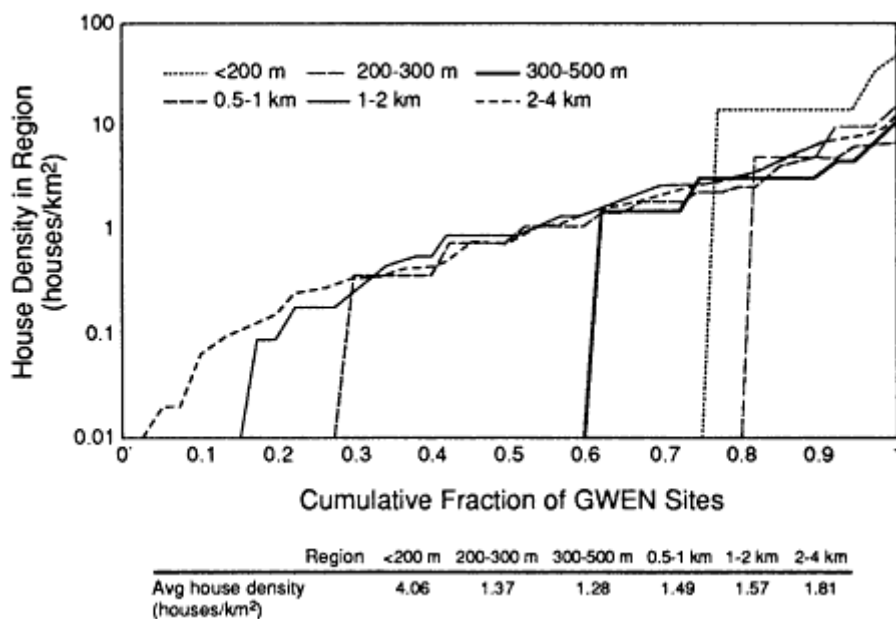 100
<200 m 200-300 m 300-500 m
0.5-1 km 1-2 km 2-4 km
10
1
0.1
0.01
House Density in Region
(houses/km²)
0 0.1 0.2 0.3 0.4 0.5 0.6 0.7 0.8 0.9 1
Cumulative Fraction of GWEN Sites
Region <200 m 200-300 m 300-500 m 0.5-1 km 1-2 km 2-4 km
Avg house density 4.06 1.37 1.28 1.49 1.57 1.81
(houses/km²)